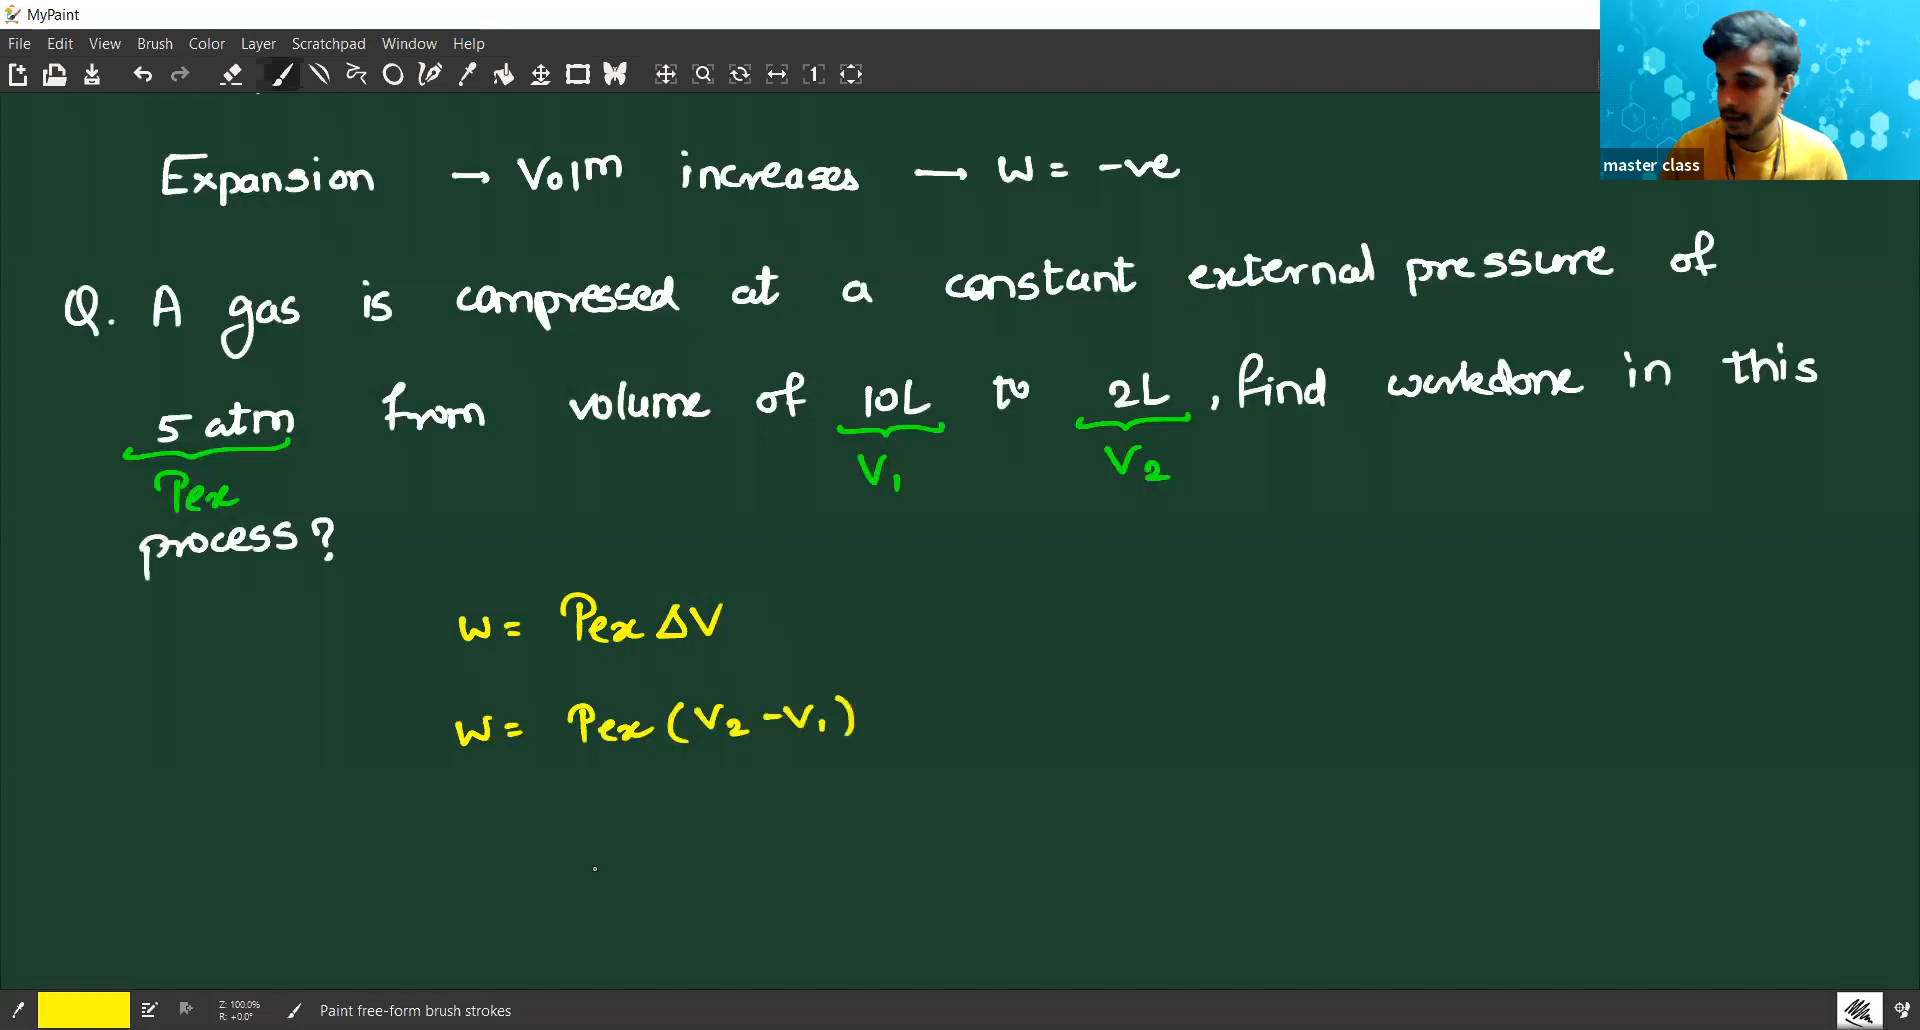 MyPaint
File Edit View Brush Color Layer Scratchpad Window Help
master class
Expansion → Volm increases → W = -ve
Q. A gas is compressed at a constant external pressure of
5 atm from volume of 10L to 2L, find workdone in this
Pex V₁ V₂
process?
W = Pex ΔV
W = Pex (V₂ - V₁)
Z: 100.0%
R: +0.0°
Paint free-form brush strokes